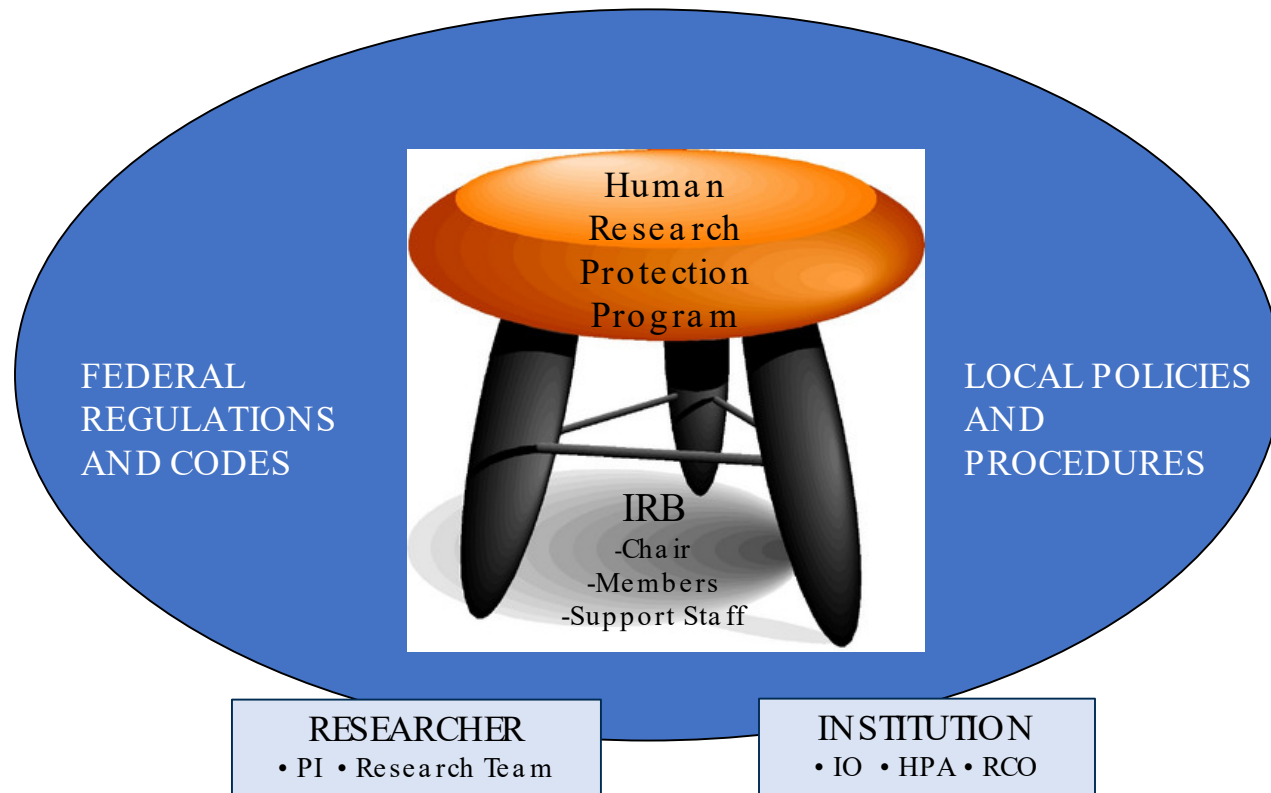 Human
Research
Protection
Program
FEDERAL
REGULATIONS
AND CODES
LOCAL POLICIES
AND
PROCEDURES
IRB
-Chair
-Members
-Support Staff
RESEARCHER
• PI • Research Team
INSTITUTION
• IO • HPA • RCO